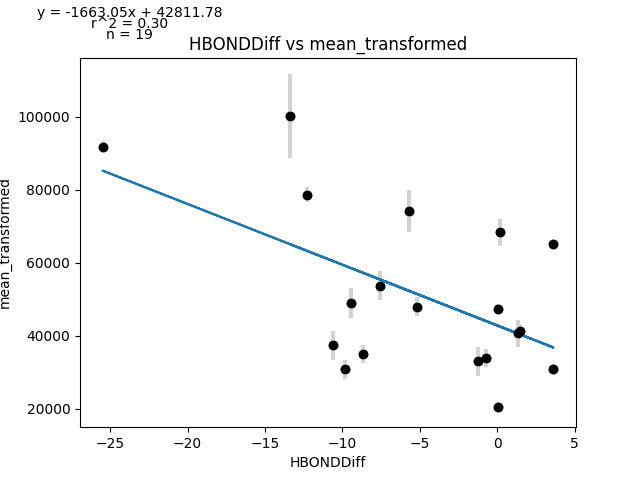 y = -1663.05x + 42811.78
r^2 = 0.30
n = 19
HBONDDiff vs mean_transformed
mean_transformed
100000
80000
60000
40000
20000
−25
−20
−15
−10
−5
0
5
HBONDDiff